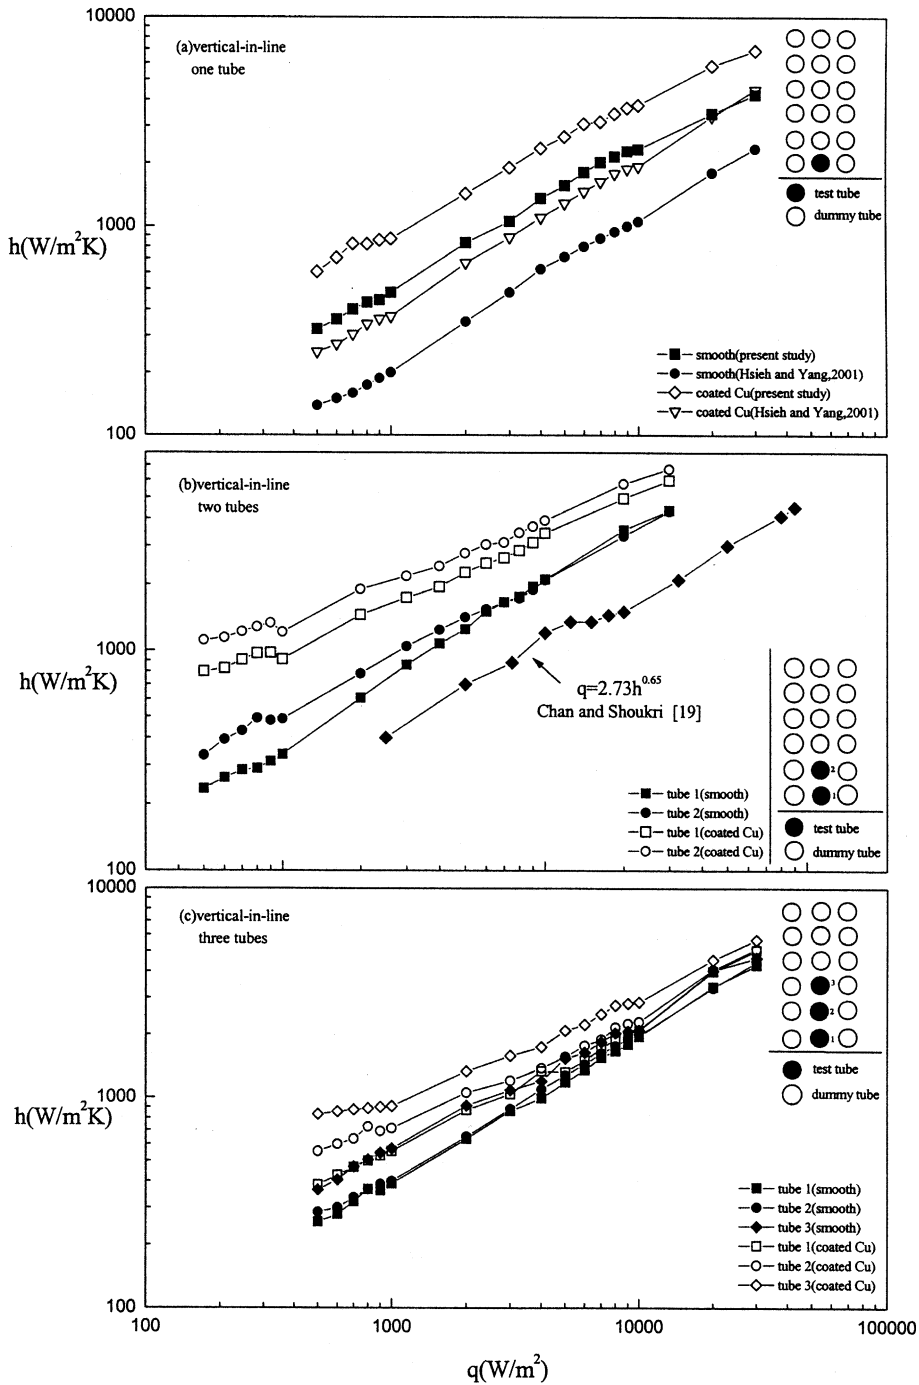 10000
(a)vertical-in-line
one tube
test tube
dummy tube
1000
h(W/m²K)
smooth(present study)
smooth(Hsieh and Yang,2001)
coated Cu(present study)
coated Cu(Hsieh and Yang,2001)
100
(b)vertical-in-line
two tubes
1000
h(W/m²K)
q=2.73h^0.65
Chan and Shoukri [19]
2
1
tube 1(smooth)
tube 2(smooth)
tube 1(coated Cu)
tube 2(coated Cu)
test tube
dummy tube
100
10000
(c)vertical-in-line
three tubes
3
2
1
test tube
dummy tube
1000
h(W/m²K)
tube 1(smooth)
tube 2(smooth)
tube 3(smooth)
tube 1(coated Cu)
tube 2(coated Cu)
tube 3(coated Cu)
100
100 1000 10000 100000
q(W/m²)